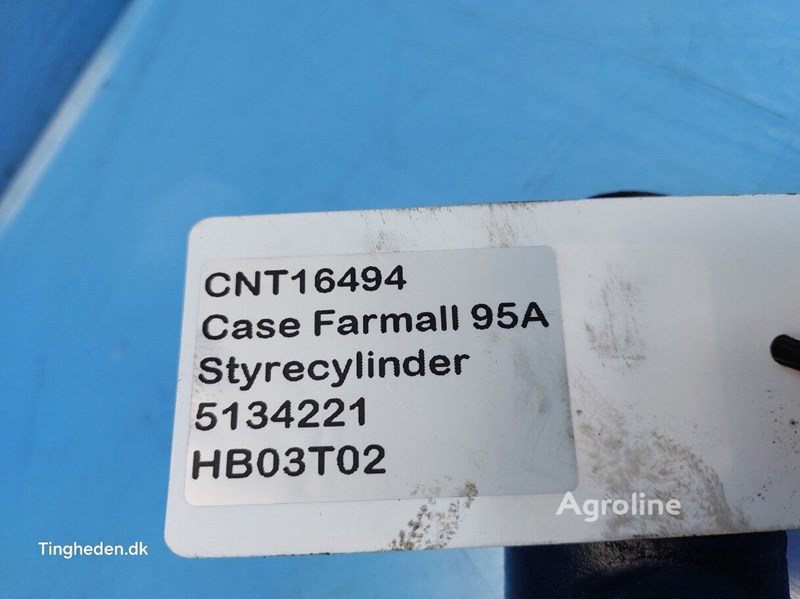 CNT16494
Case Farmall 95A
Styrecylinder
5134221
HB03T02
Agroline
Tingheden.dk